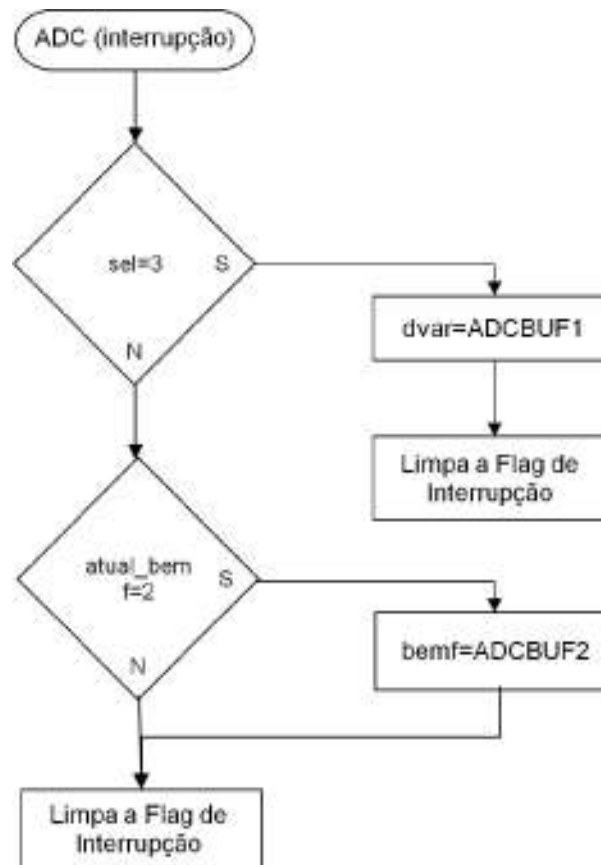 ADC (interrupção)
sel=3
S
N
dvar=ADCBUF1
Limpa a Flag de
Interrupção
atual_bem
f=2
S
N
bemf=ADCBUF2
Limpa a Flag de
Interrupção